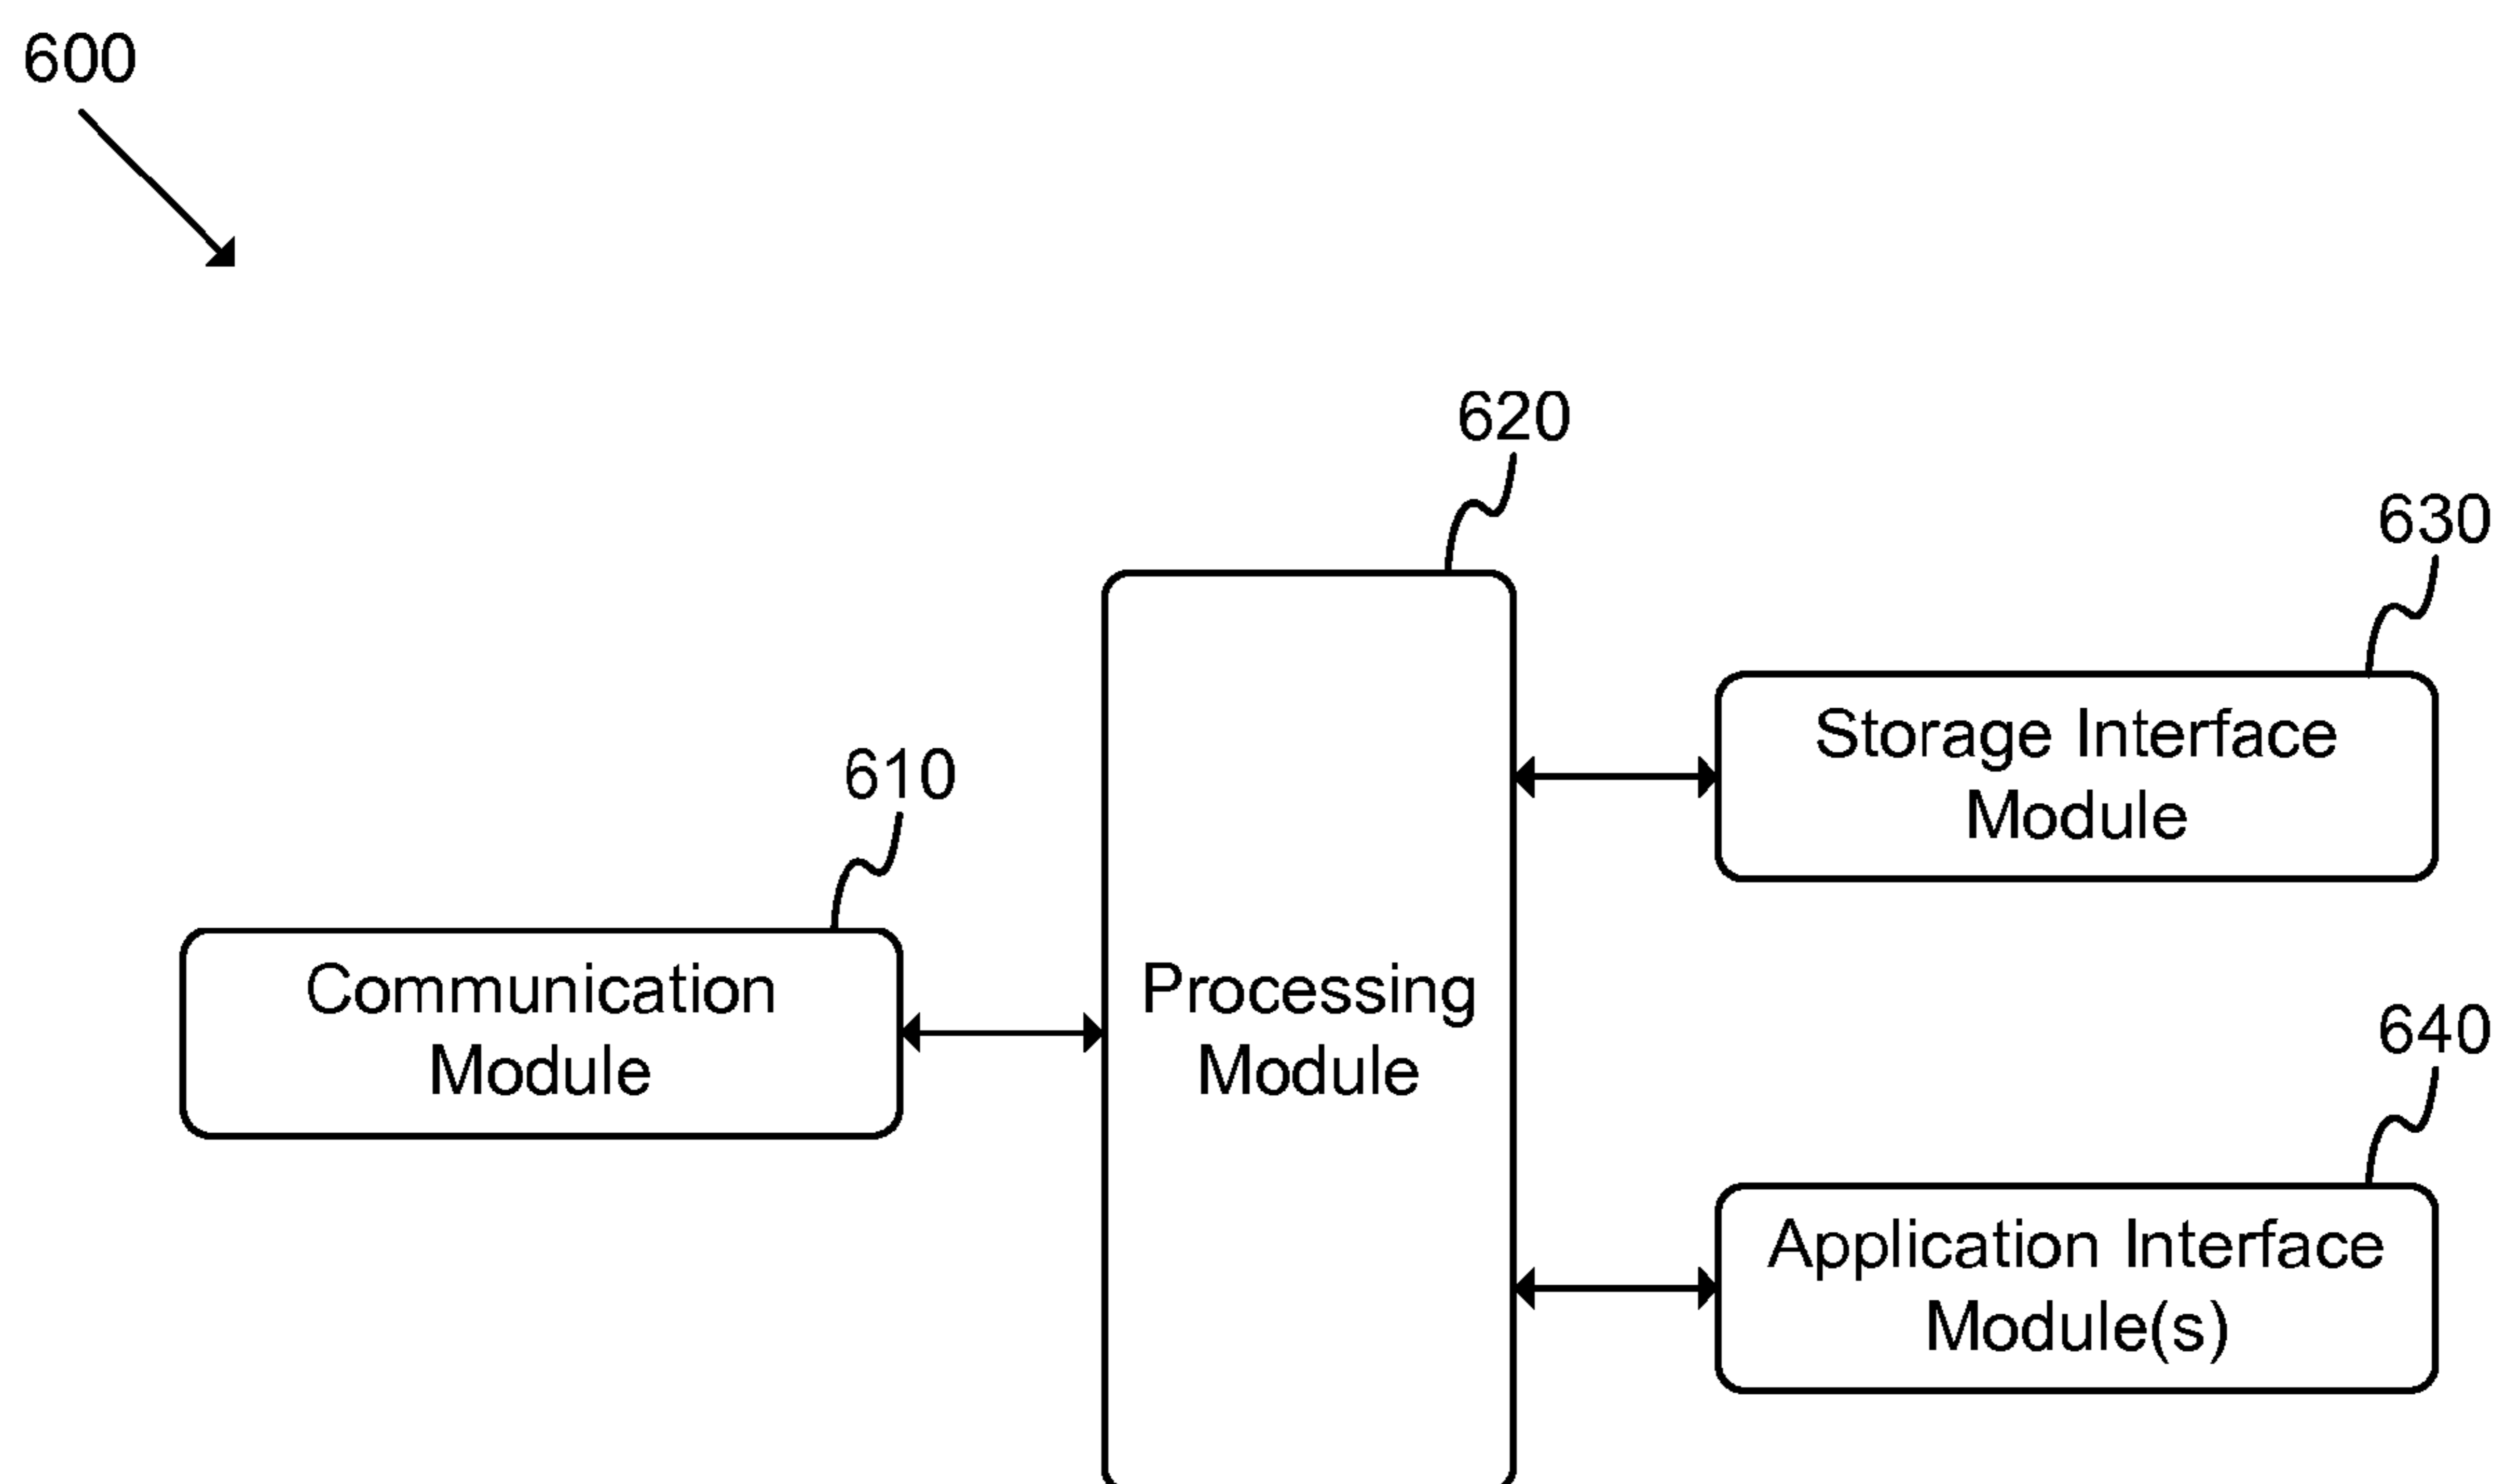 600
620
630
Storage Interface
Module
610
Communication
Module
Processing
Module
640
Application Interface
Module(s)